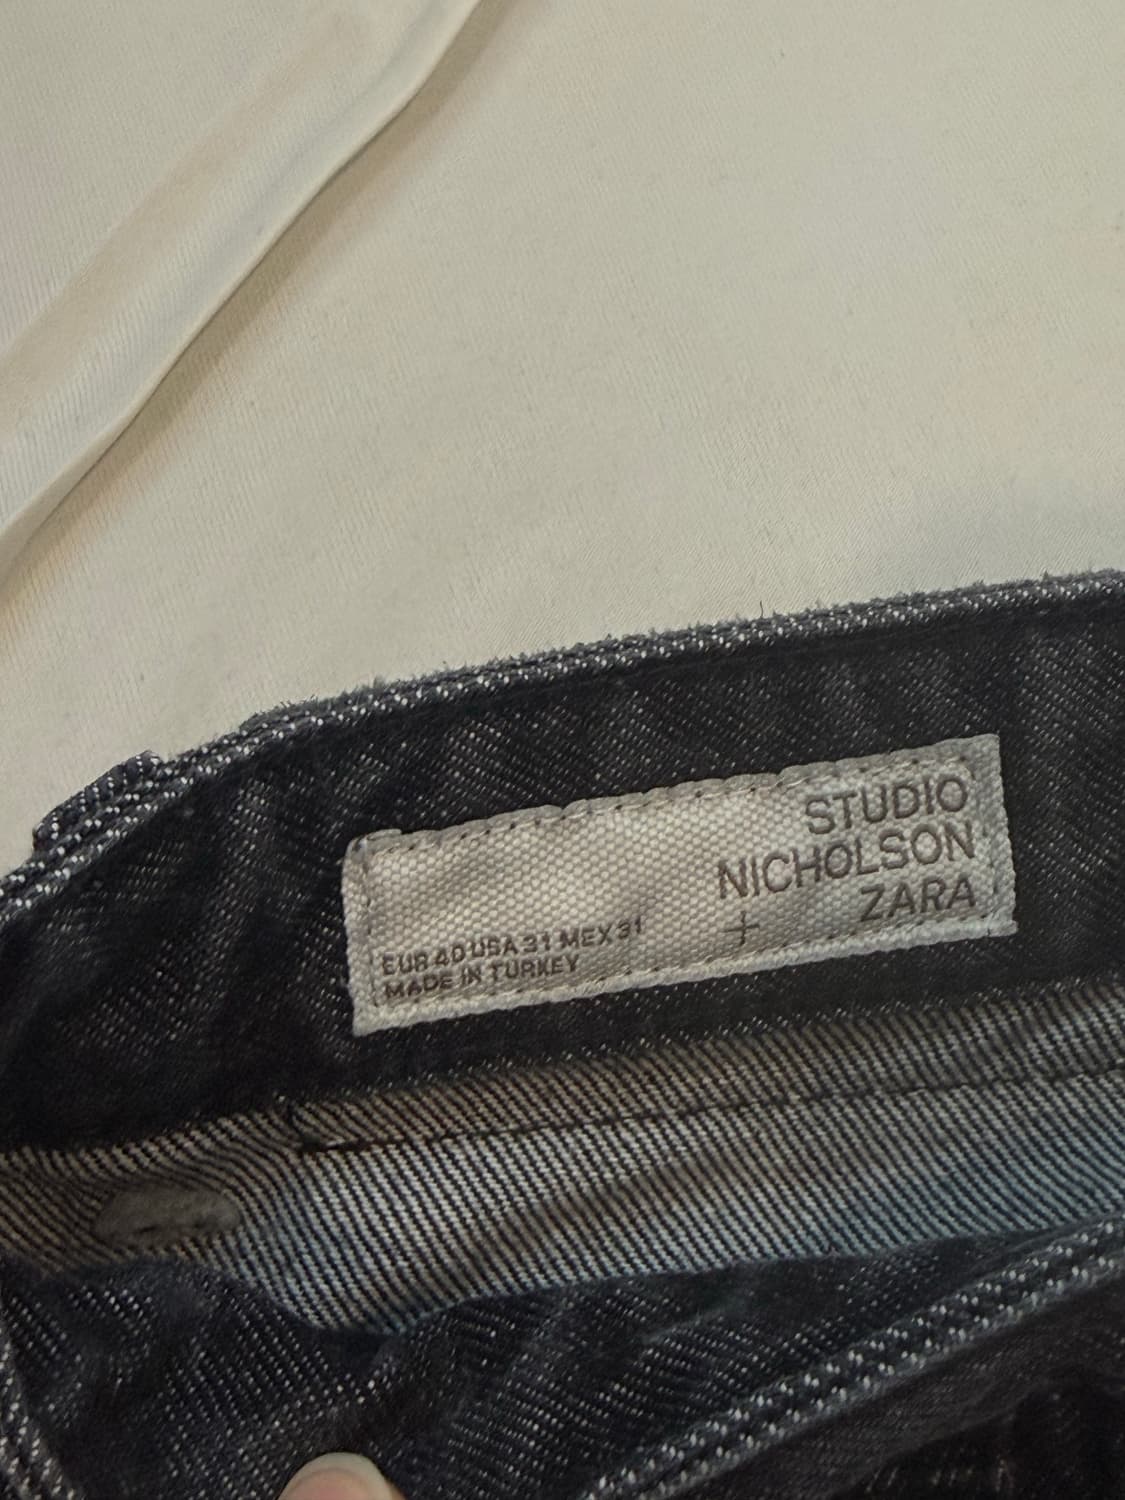 STUDIO
NICHOLSON
+ ZARA
EUR 40 USA 31 MEX 31
MADE IN TURKEY